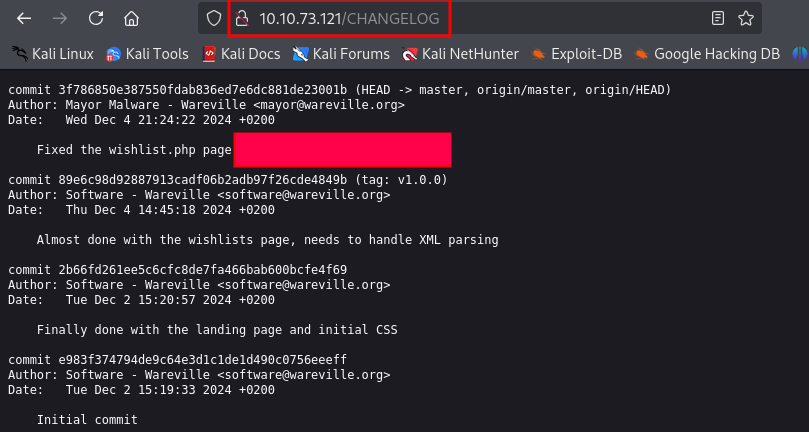 10.10.73.121/CHANGELOG
Kali Linux Kali Tools Kali Docs Kali Forums Kali NetHunter Exploit-DB Google Hacking DB
commit 3f786850e387550fdab836ed7e6dc881de23001b (HEAD -> master, origin/master, origin/HEAD)
Author: Mayor Malware - Wareville <mayor@wareville.org>
Date:   Wed Dec 4 21:24:22 2024 +0200
    Fixed the wishlist.php page
commit 89e6c98d92887913cadf06b2adb97f26cde4849b (tag: v1.0.0)
Author: Software - Wareville <software@wareville.org>
Date:   Thu Dec 4 14:45:18 2024 +0200
    Almost done with the wishlists page, needs to handle XML parsing
commit 2b66fd261ee5c6cfc8de7fa466bab600bcfe4f69
Author: Software - Wareville <software@wareville.org>
Date:   Tue Dec 2 15:20:57 2024 +0200
    Finally done with the landing page and initial CSS
commit e983f374794de9c64e3d1c1de1d490c0756eeeff
Author: Software - Wareville <software@wareville.org>
Date:   Tue Dec 2 15:19:33 2024 +0200
    Initial commit